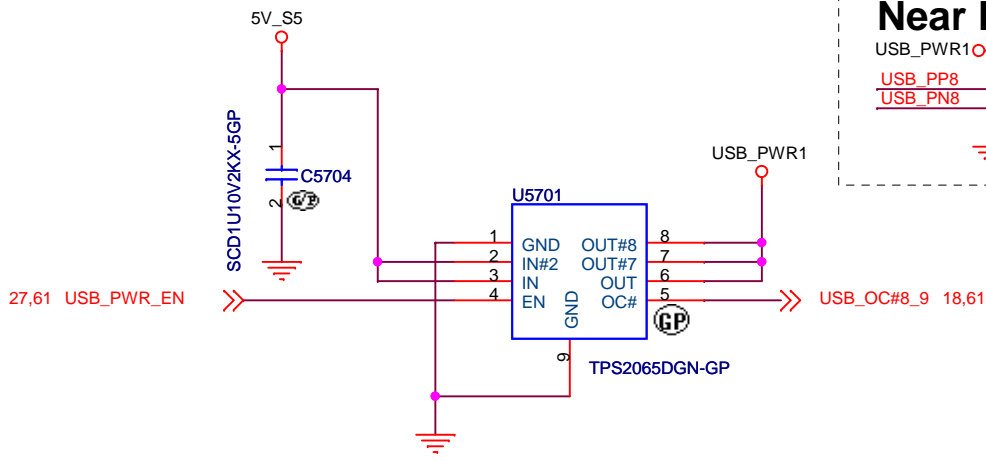 5V_S5
Near
USB_PWR1
USB_PP8
USB_PN8
SCD1U10V2KX-5GP
1
C5704
2
G/P
USB_PWR1
U5701
1 GND OUT#8 8
2 IN#2 OUT#7 7
3 IN OUT 6
4 EN OC# 5
GND
9
GP
27,61 USB_PWR_EN
USB_OC#8_9 18,61
TPS2065DGN-GP